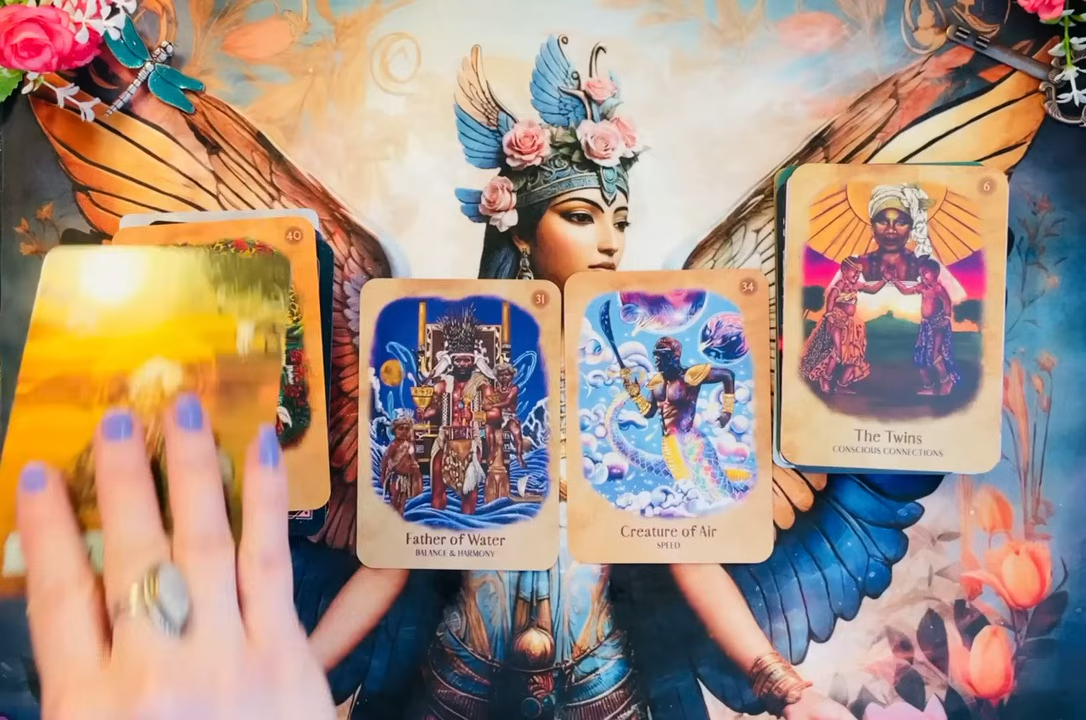 40
31
Father of Water
BALANCE & HARMONY
34
Creature of Air
SPEED
6
The Twins
CONSCIOUS CONNECTIONS